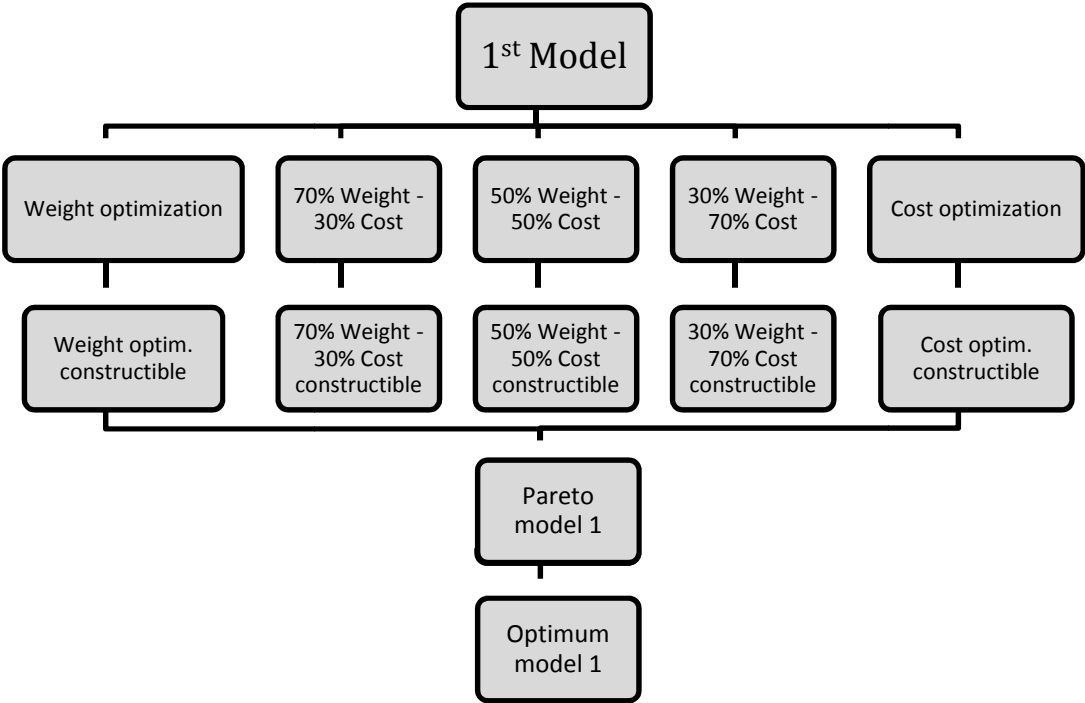 1st Model
Weight optimization
70% Weight -
30% Cost
50% Weight -
50% Cost
30% Weight -
70% Cost
Cost optimization
Weight optim.
constructible
70% Weight -
30% Cost
constructible
50% Weight -
50% Cost
constructible
30% Weight -
70% Cost
constructible
Cost optim.
constructible
Pareto
model 1
Optimum
model 1